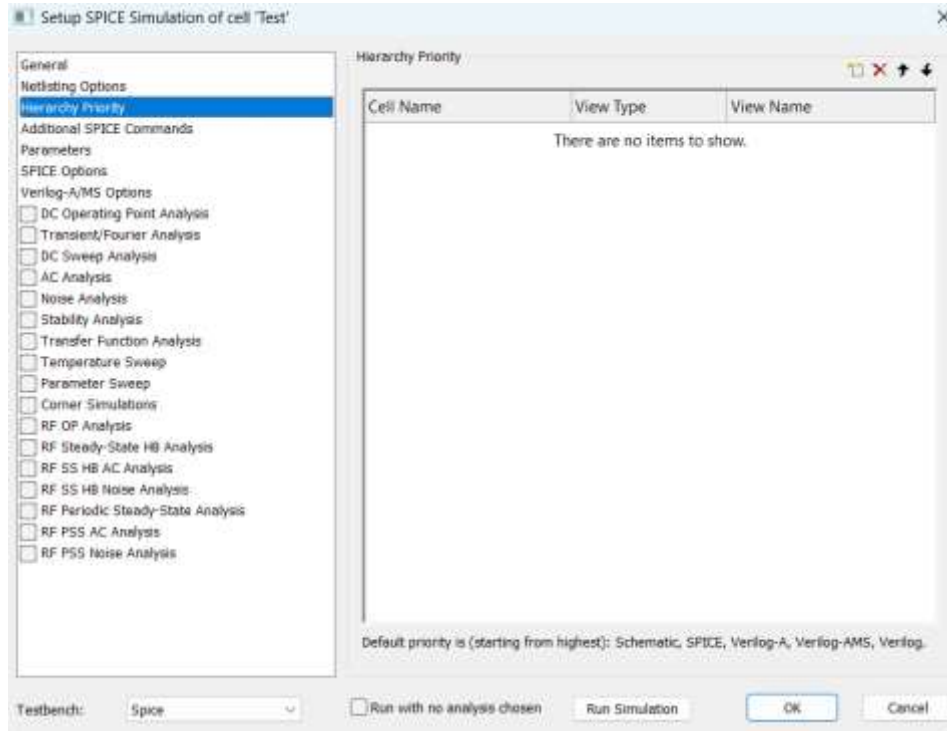 Setup SPICE Simulation of cell 'Test'
General
Netlisting Options
Hierarchy Priority
Additional SPICE Commands
Parameters
SPICE Options
Verilog-A/MS Options
DC Operating Point Analysis
Transient/Fourier Analysis
DC Sweep Analysis
AC Analysis
Noise Analysis
Stability Analysis
Transfer Function Analysis
Temperature Sweep
Parameter Sweep
Corner Simulations
RF OP Analysis
RF Steady-State HB Analysis
RF SS HB AC Analysis
RF SS HB Noise Analysis
RF Periodic Steady-State Analysis
RF PSS AC Analysis
RF PSS Noise Analysis
Hierarchy Priority
Cell Name View Type View Name
There are no items to show.
Default priority is (starting from highest): Schematic, SPICE, Verilog-A, Verilog-AMS, Verilog.
Testbench: Spice Run with no analysis chosen Run Simulation OK Cancel